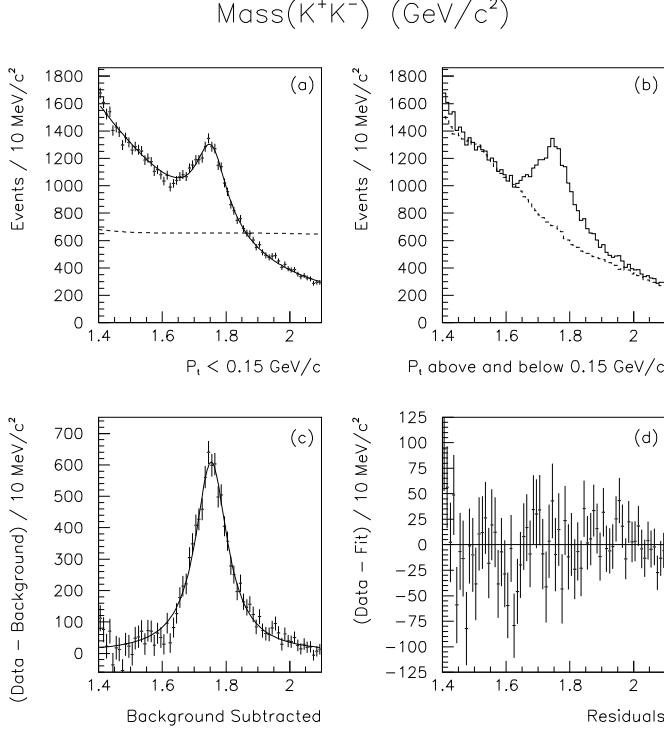 Mass(K⁺K⁻) (GeV/c²)
(a)
Events / 10 MeV/c²
1800
1600
1400
1200
1000
800
600
400
200
0
1.4 1.6 1.8 2
P_t < 0.15 GeV/c
(b)
Events / 10 MeV/c²
1800
1600
1400
1200
1000
800
600
400
200
0
1.4 1.6 1.8 2
P_t above and below 0.15 GeV/c
(c)
(Data − Background) / 10 MeV/c²
700
600
500
400
300
200
100
0
1.4 1.6 1.8 2
Background Subtracted
(d)
(Data − Fit) / 10 MeV/c²
125
100
75
50
25
0
−25
−50
−75
−100
−125
1.4 1.6 1.8 2
Residuals